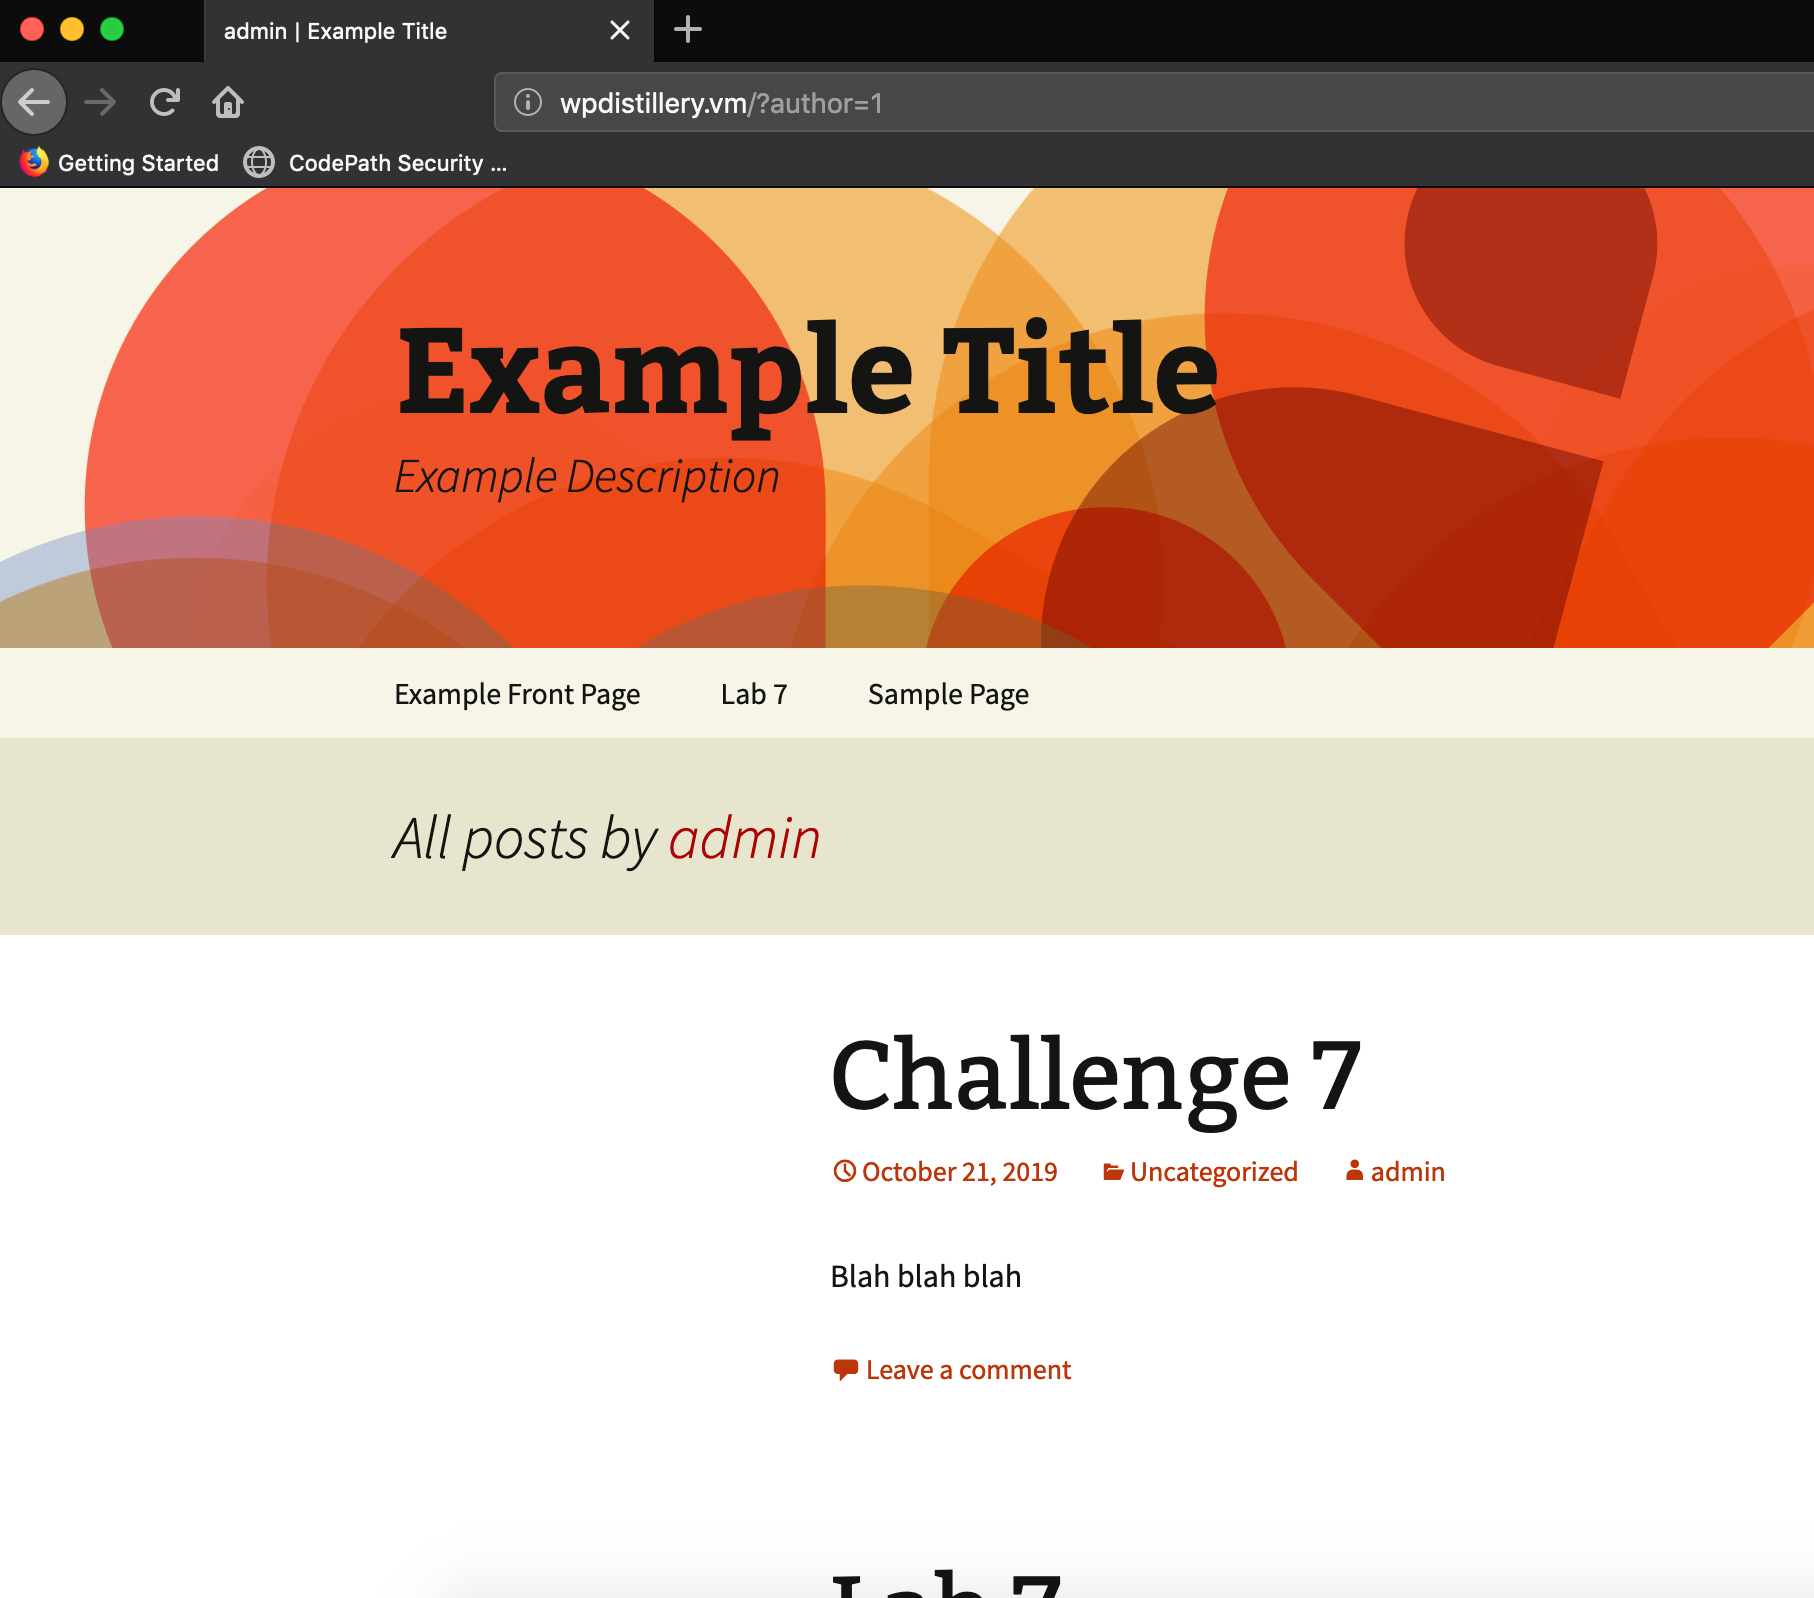 admin | Example Title
wpdistillery.vm/?author=1
Getting Started CodePath Security ...
Example Title
Example Description
Example Front Page Lab 7 Sample Page
All posts by admin
Challenge 7
October 21, 2019 Uncategorized admin
Blah blah blah
Leave a comment
Lab 7